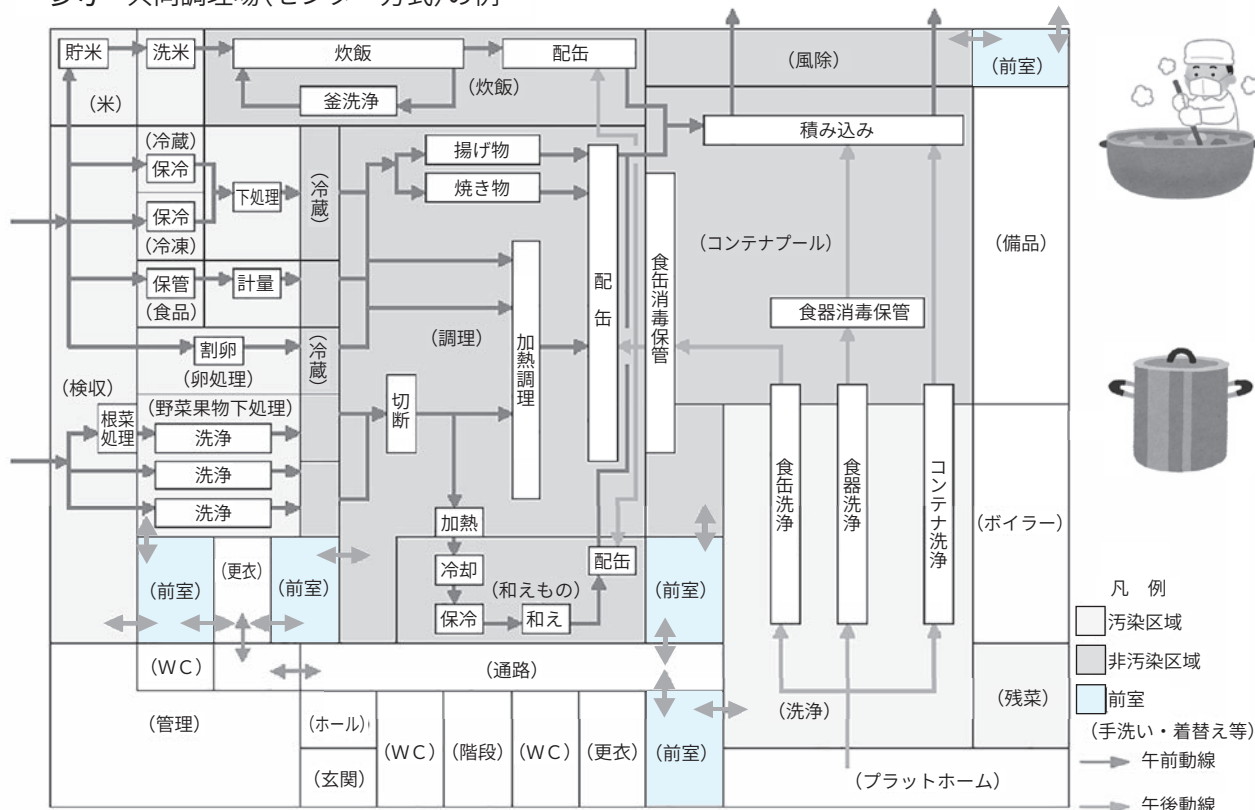 参考 共同調理場(センター方式)の例
貯米
洗米
炊飯
配缶
(風除)
(前室)
(米)
釜洗浄
(炊飯)
積み込み
(冷蔵)
保冷
下処理
保冷
(冷凍)
(冷蔵)
揚げ物
焼き物
配缶
食缶消毒保管
(コンテナプール)
(備品)
保管
(食品)
計量
食器消毒保管
割卵
(卵処理)
(冷蔵)
(調理)
加熱調理
(検収)
(野菜果物下処理)
根菜
処理
洗浄
洗浄
洗浄
切断
食缶洗浄
食器洗浄
コンテナ洗浄
(ボイラー)
加熱
冷却
保冷
(和えもの)
和え
配缶
(前室)
(更衣)
(前室)
(前室)
(WC)
(通路)
(管理)
(ホール)
(玄関)
(WC)
(階段)
(WC)
(更衣)
(前室)
(洗浄)
(残菜)
(プラットホーム)
凡 例
汚染区域
非汚染区域
前室
(手洗い・着替え等)
午前動線
午後動線